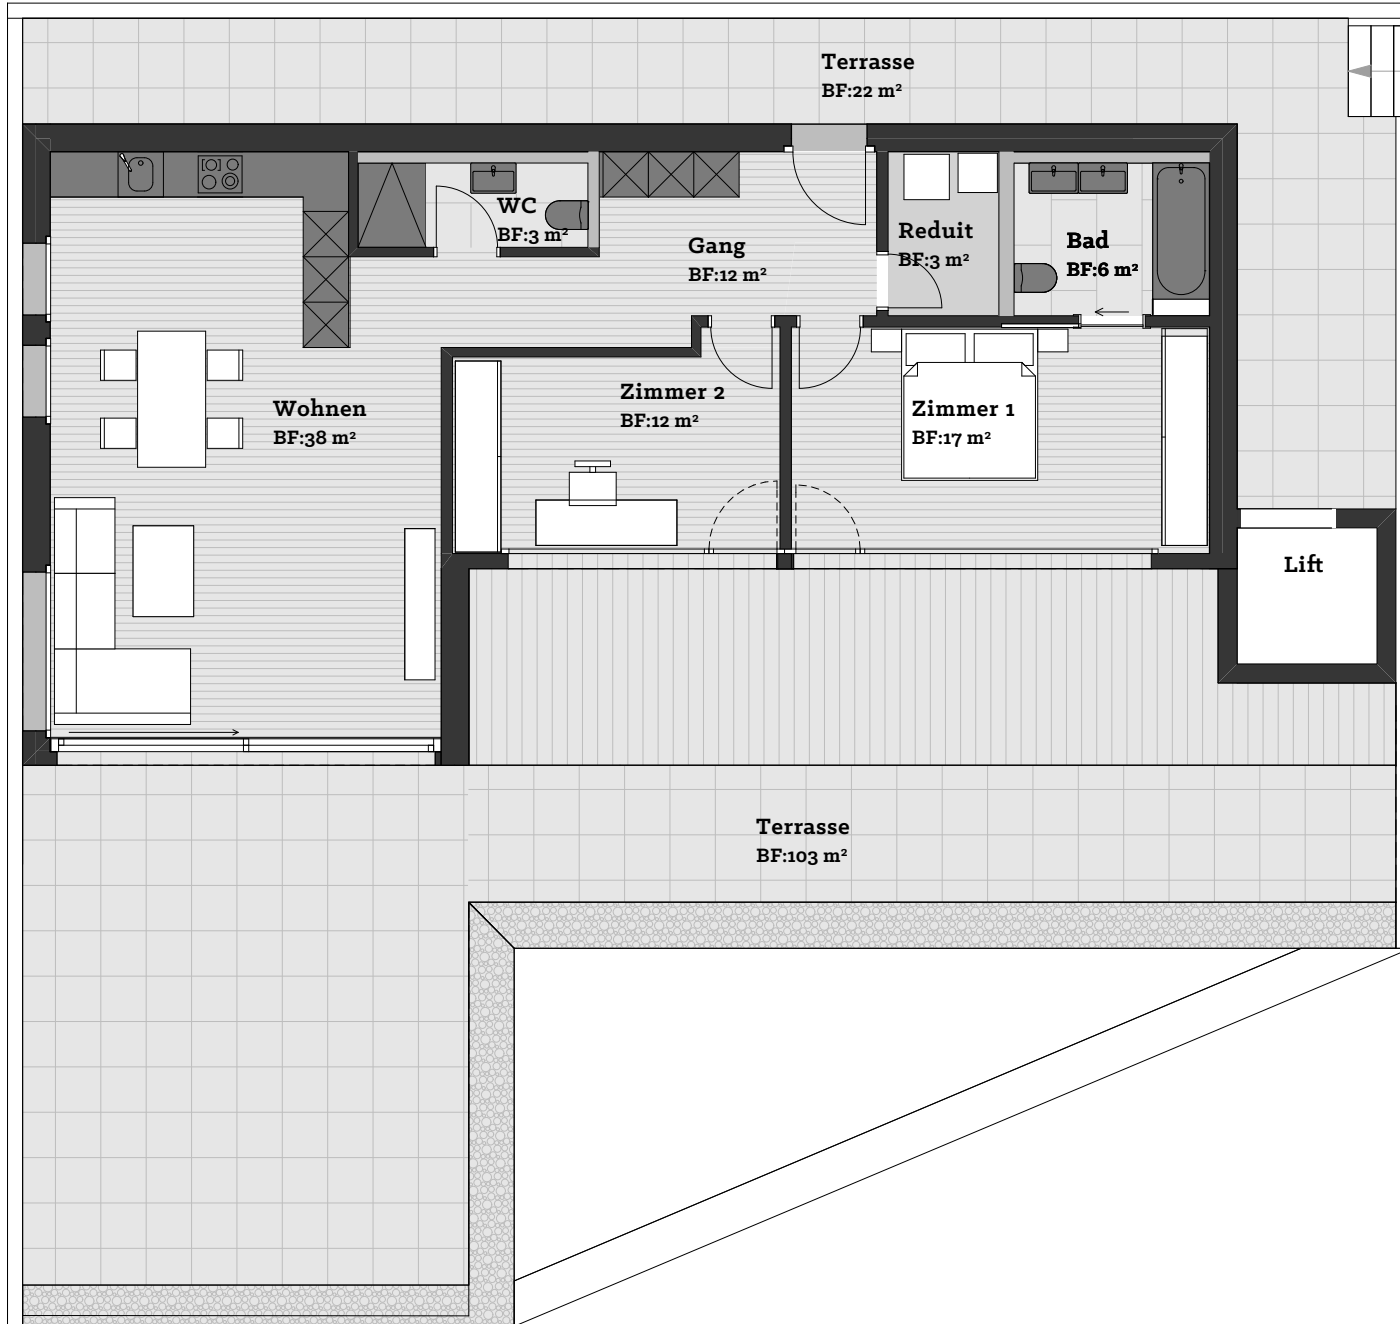 Terrasse
BF:22 m²
WC
BF:3 m²
Gang
BF:12 m²
Reduit
BF:3 m²
Bad
BF:6 m²
Wohnen
BF:38 m²
Zimmer 2
BF:12 m²
Zimmer 1
BF:17 m²
Lift
Terrasse
BF:103 m²